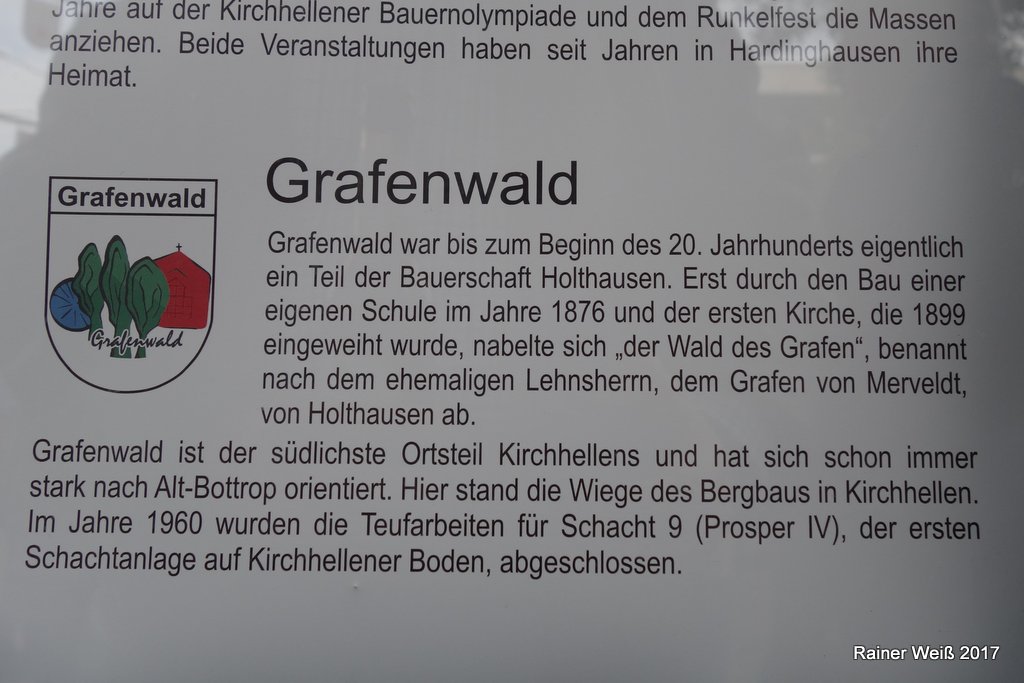 Jahre auf der Kirchhellener Bauernolympiade und dem Runkelfest die Massen
anziehen. Beide Veranstaltungen haben seit Jahren in Hardinghausen ihre
Heimat.
Grafenwald
Grafenwald
Grafenwald
Grafenwald war bis zum Beginn des 20. Jahrhunderts eigentlich
ein Teil der Bauerschaft Holthausen. Erst durch den Bau einer
eigenen Schule im Jahre 1876 und der ersten Kirche, die 1899
eingeweiht wurde, nabelte sich „der Wald des Grafen“, benannt
nach dem ehemaligen Lehnsherrn, dem Grafen von Merveldt,
von Holthausen ab.
Grafenwald ist der südlichste Ortsteil Kirchhellens und hat sich schon immer
stark nach Alt-Bottrop orientiert. Hier stand die Wiege des Bergbaus in Kirchhellen.
Im Jahre 1960 wurden die Teufarbeiten für Schacht 9 (Prosper IV), der ersten
Schachtanlage auf Kirchhellener Boden, abgeschlossen.
Rainer Weiß 2017